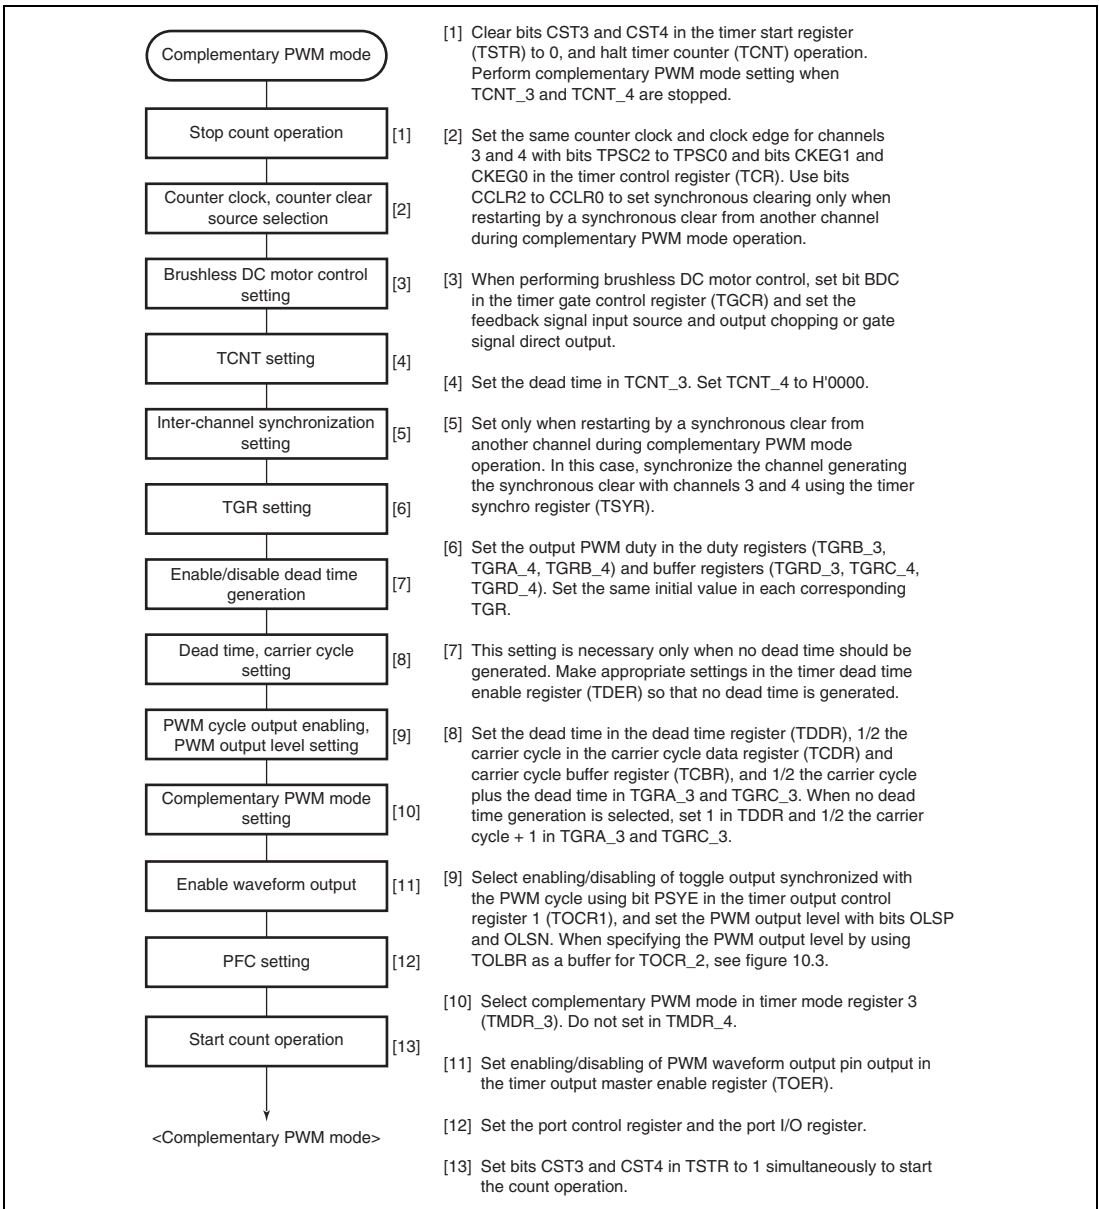 Complementary PWM mode
Stop count operation
[1]
Counter clock, counter clear
source selection
[2]
Brushless DC motor control
setting
[3]
TCNT setting
[4]
Inter-channel synchronization
setting
[5]
TGR setting
[6]
Enable/disable dead time
generation
[7]
Dead time, carrier cycle
setting
[8]
PWM cycle output enabling,
PWM output level setting
[9]
Complementary PWM mode
setting
[10]
Enable waveform output
[11]
PFC setting
[12]
Start count operation
[13]
<Complementary PWM mode>
[1] Clear bits CST3 and CST4 in the timer start register
(TSTR) to 0, and halt timer counter (TCNT) operation.
Perform complementary PWM mode setting when
TCNT_3 and TCNT_4 are stopped.
[2] Set the same counter clock and clock edge for channels
3 and 4 with bits TPSC2 to TPSC0 and bits CKEG1 and
CKEG0 in the timer control register (TCR). Use bits
CCLR2 to CCLR0 to set synchronous clearing only when
restarting by a synchronous clear from another channel
during complementary PWM mode operation.
[3] When performing brushless DC motor control, set bit BDC
in the timer gate control register (TGCR) and set the
feedback signal input source and output chopping or gate
signal direct output.
[4] Set the dead time in TCNT_3. Set TCNT_4 to H'0000.
[5] Set only when restarting by a synchronous clear from
another channel during complementary PWM mode
operation. In this case, synchronize the channel generating
the synchronous clear with channels 3 and 4 using the timer
synchro register (TSYR).
[6] Set the output PWM duty in the duty registers (TGRB_3,
TGRA_4, TGRB_4) and buffer registers (TGRD_3, TGRC_4,
TGRD_4). Set the same initial value in each corresponding
TGR.
[7] This setting is necessary only when no dead time should be
generated. Make appropriate settings in the timer dead time
enable register (TDER) so that no dead time is generated.
[8] Set the dead time in the dead time register (TDDR), 1/2 the
carrier cycle in the carrier cycle data register (TCDR) and
carrier cycle buffer register (TCBR), and 1/2 the carrier cycle
plus the dead time in TGRA_3 and TGRC_3. When no dead
time generation is selected, set 1 in TDDR and 1/2 the carrier
cycle + 1 in TGRA_3 and TGRC_3.
[9] Select enabling/disabling of toggle output synchronized with
the PWM cycle using bit PSYE in the timer output control
register 1 (TOCR1), and set the PWM output level with bits OLSP
and OLSN. When specifying the PWM output level by using
TOLBR as a buffer for TOCR_2, see figure 10.3.
[10] Select complementary PWM mode in timer mode register 3
(TMDR_3). Do not set in TMDR_4.
[11] Set enabling/disabling of PWM waveform output pin output in
the timer output master enable register (TOER).
[12] Set the port control register and the port I/O register.
[13] Set bits CST3 and CST4 in TSTR to 1 simultaneously to start
the count operation.